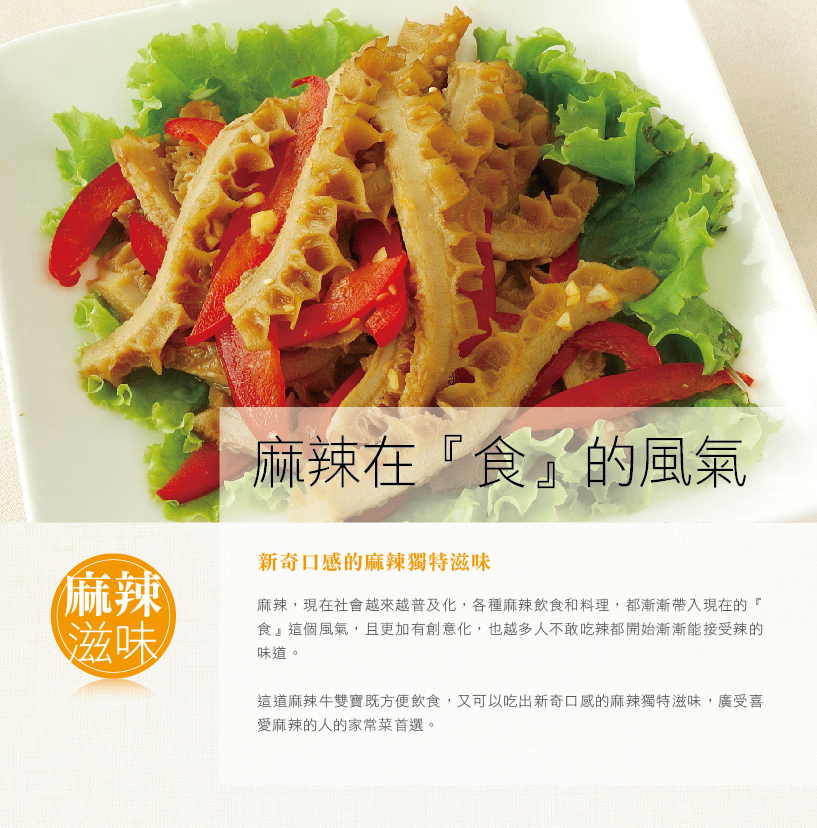 麻辣在『食』的風氣
新奇口感的麻辣獨特滋味
麻辣
滋味
麻辣，現在社會越來越普及化，各種麻辣飲食和料理，都漸漸帶入現在的『
食』這個風氣，且更加有創意化，也越多人不敢吃辣都開始漸漸能接受辣的
味道。
這道麻辣牛雙寶既方便飲食，又可以吃出新奇口感的麻辣獨特滋味，廣受喜
愛麻辣的人的家常菜首選。